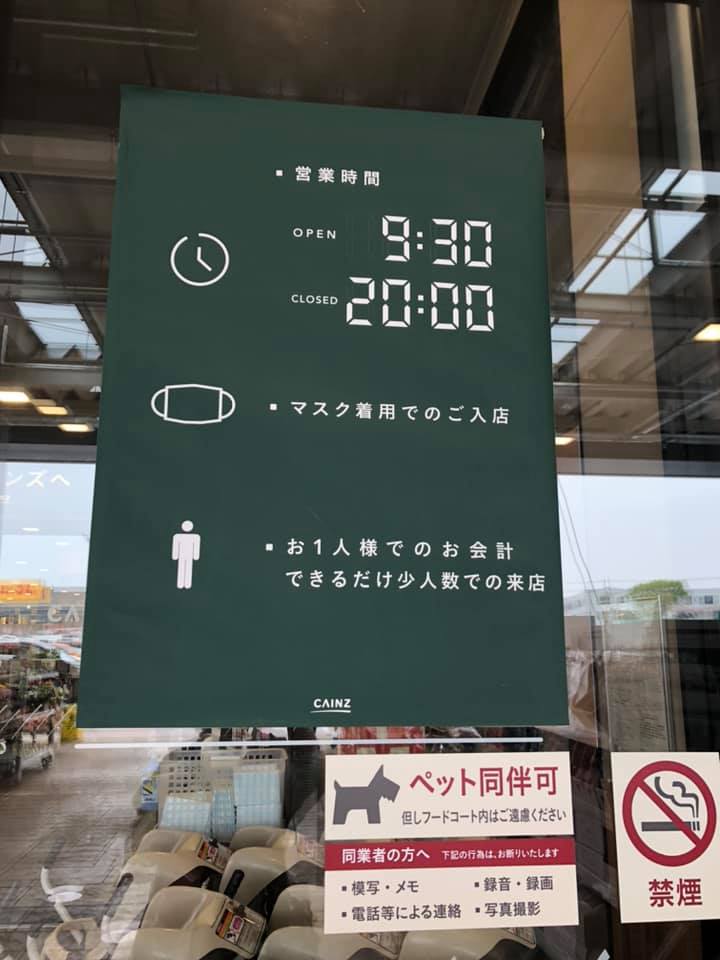 ▪ 営業時間
OPEN 9:30
CLOSED 20:00
▪ マスク着用でのご入店
▪ お1人様でのお会計
できるだけ少人数での来店
CAINZ
ンズへ
ペット同伴可
但しフードコート内はご遠慮ください
同業者の方へ 下記の行為は、お断りいたします
▪ 模写・メモ ▪ 録音・録画
▪ 電話等による連絡 ▪ 写真撮影
禁煙